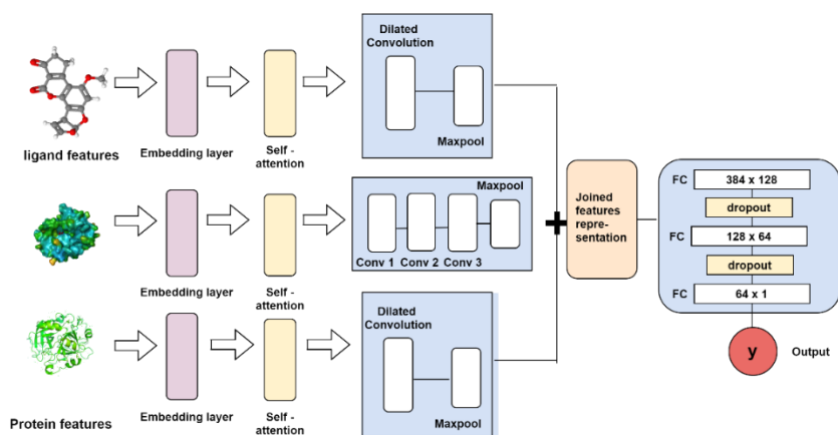 ligand features
Embedding layer
Self -
attention
Dilated
Convolution
Maxpool
Embedding layer
Self -
attention
Conv 1
Conv 2
Conv 3
Maxpool
Protein features
Embedding layer
Self -
attention
Dilated
Convolution
Maxpool
+
Joined
features
repre-
sentation
FC
384 x 128
dropout
FC
128 x 64
dropout
FC
64 x 1
y
Output